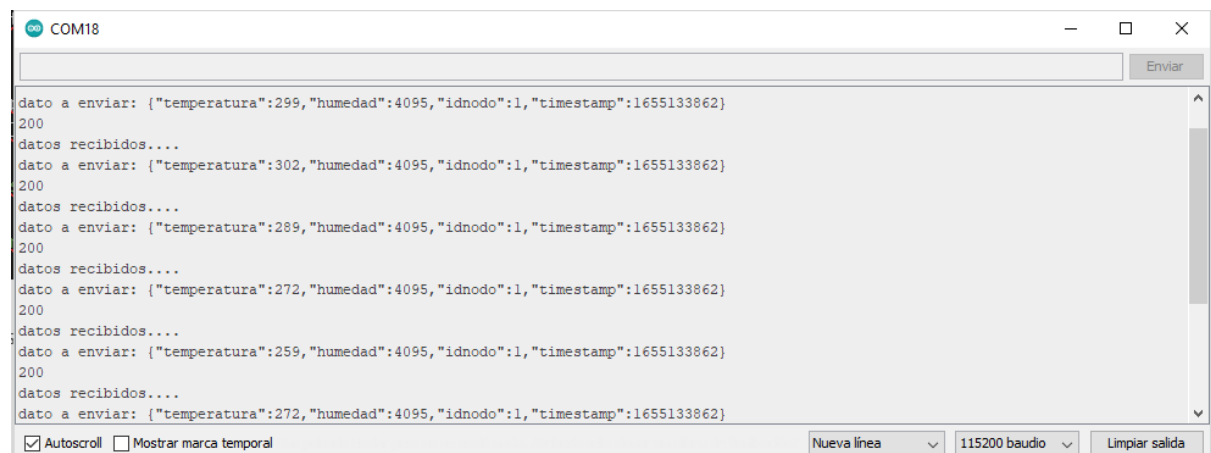 COM18
Enviar
dato a enviar: {"temperatura":299,"humedad":4095,"idnodo":1,"timestamp":1655133862}
200
datos recibidos....
dato a enviar: {"temperatura":302,"humedad":4095,"idnodo":1,"timestamp":1655133862}
200
datos recibidos....
dato a enviar: {"temperatura":289,"humedad":4095,"idnodo":1,"timestamp":1655133862}
200
datos recibidos....
dato a enviar: {"temperatura":272,"humedad":4095,"idnodo":1,"timestamp":1655133862}
200
datos recibidos....
dato a enviar: {"temperatura":259,"humedad":4095,"idnodo":1,"timestamp":1655133862}
200
datos recibidos....
dato a enviar: {"temperatura":272,"humedad":4095,"idnodo":1,"timestamp":1655133862}
Autoscroll Mostrar marca temporal Nueva línea 115200 baudio Limpiar salida